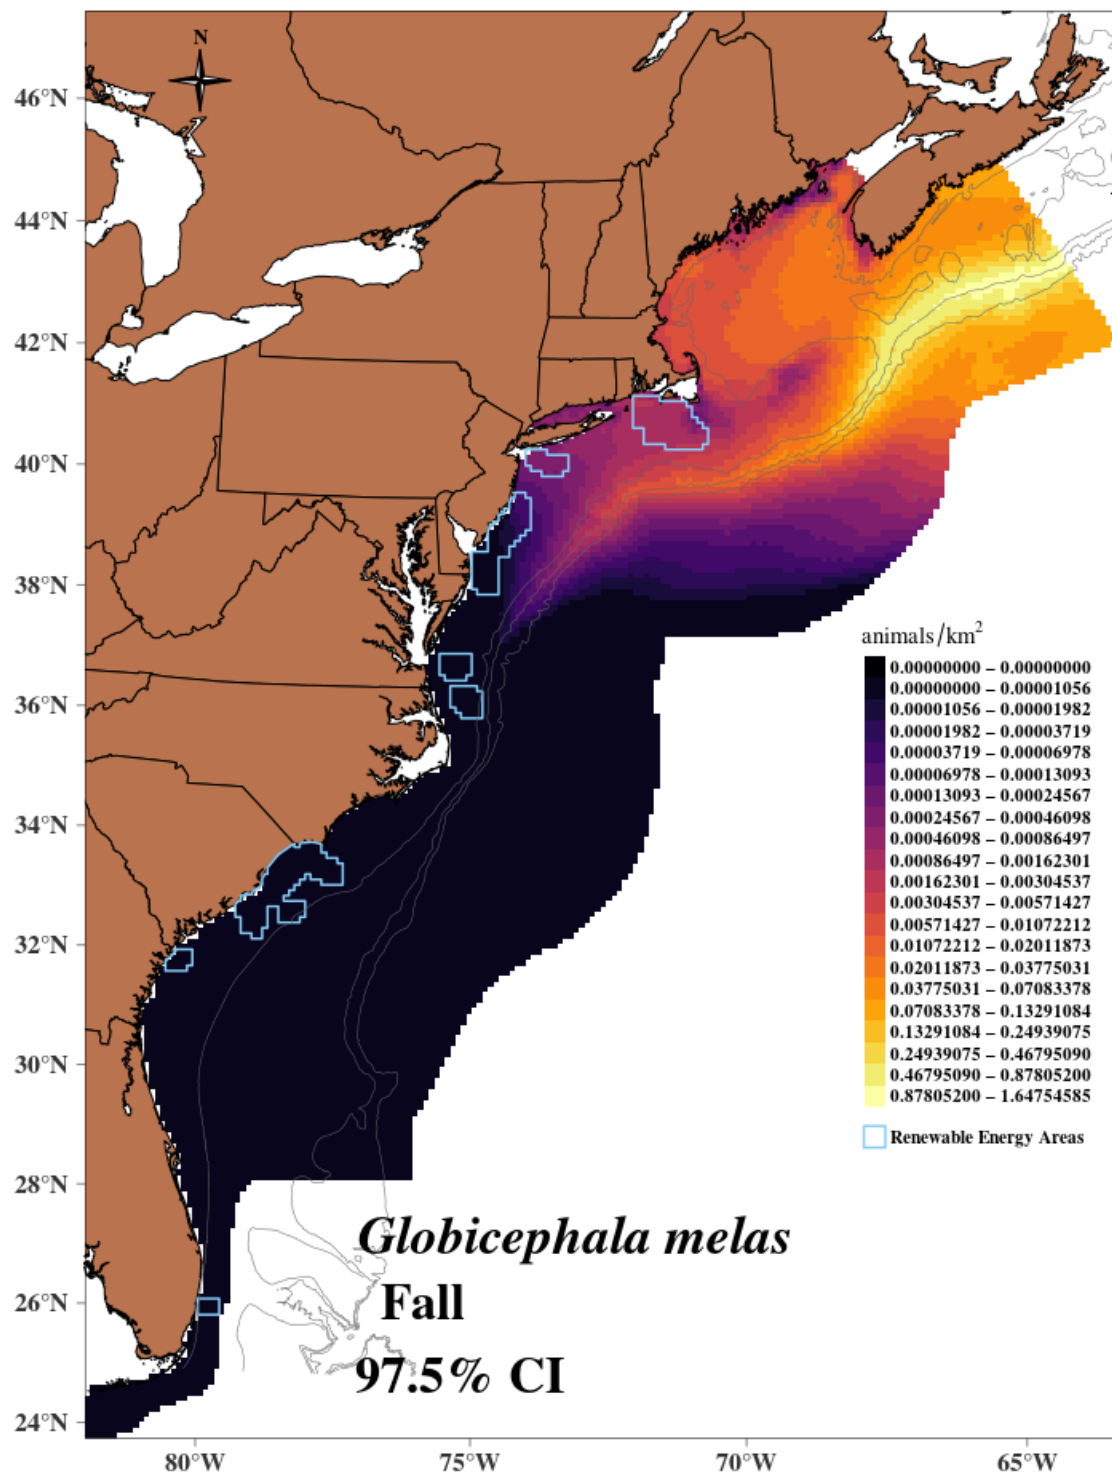 N
46°N
44°N
42°N
40°N
38°N
36°N
34°N
32°N
30°N
28°N
26°N
24°N
80°W
75°W
70°W
65°W
animals/km²
0.00000000 – 0.00000000
0.00000000 – 0.00001056
0.00001056 – 0.00001982
0.00001982 – 0.00003719
0.00003719 – 0.00006978
0.00006978 – 0.00013093
0.00013093 – 0.00024567
0.00024567 – 0.00046098
0.00046098 – 0.00086497
0.00086497 – 0.00162301
0.00162301 – 0.00304537
0.00304537 – 0.00571427
0.00571427 – 0.01072212
0.01072212 – 0.02011873
0.02011873 – 0.03775031
0.03775031 – 0.07083378
0.07083378 – 0.13291084
0.13291084 – 0.24939075
0.24939075 – 0.46795090
0.46795090 – 0.87805200
0.87805200 – 1.64754585
Renewable Energy Areas
Globicephala melas
Fall
97.5% CI